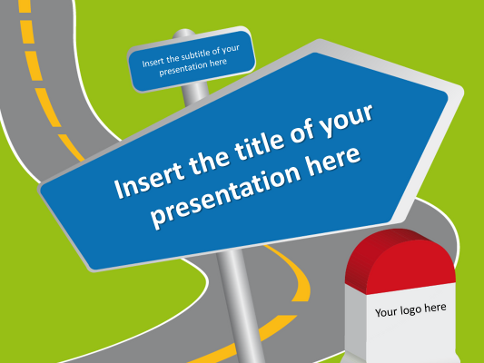 Insert the subtitle of your
presentation here
Insert the title of your
presentation here
Your logo here